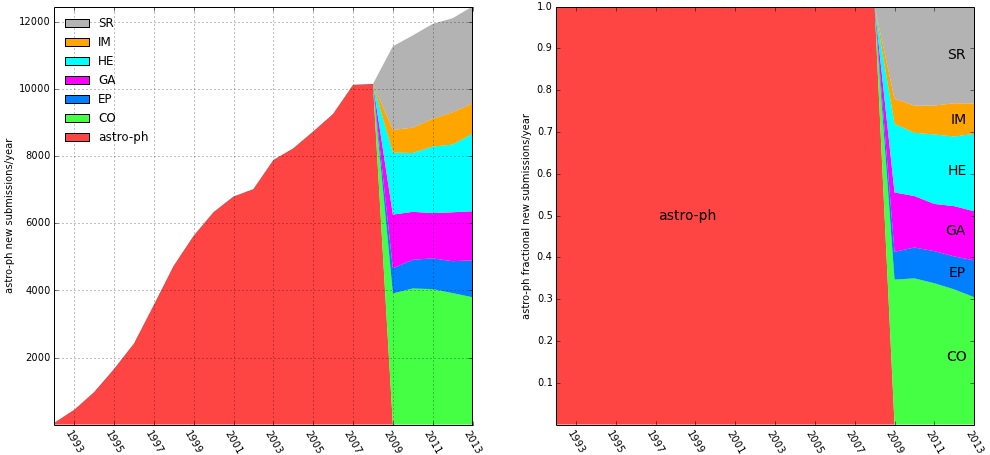 astro-ph new submissions/year
12000
10000
8000
6000
4000
2000
SR
IM
HE
GA
EP
CO
astro-ph
1993
1995
1997
1999
2001
2003
2005
2007
2009
2011
2013
astro-ph fractional new submissions/year
1.0
0.9
0.8
0.7
0.6
0.5
0.4
0.3
0.2
0.1
astro-ph
SR
IM
HE
GA
EP
CO
1993
1995
1997
1999
2001
2003
2005
2007
2009
2011
2013